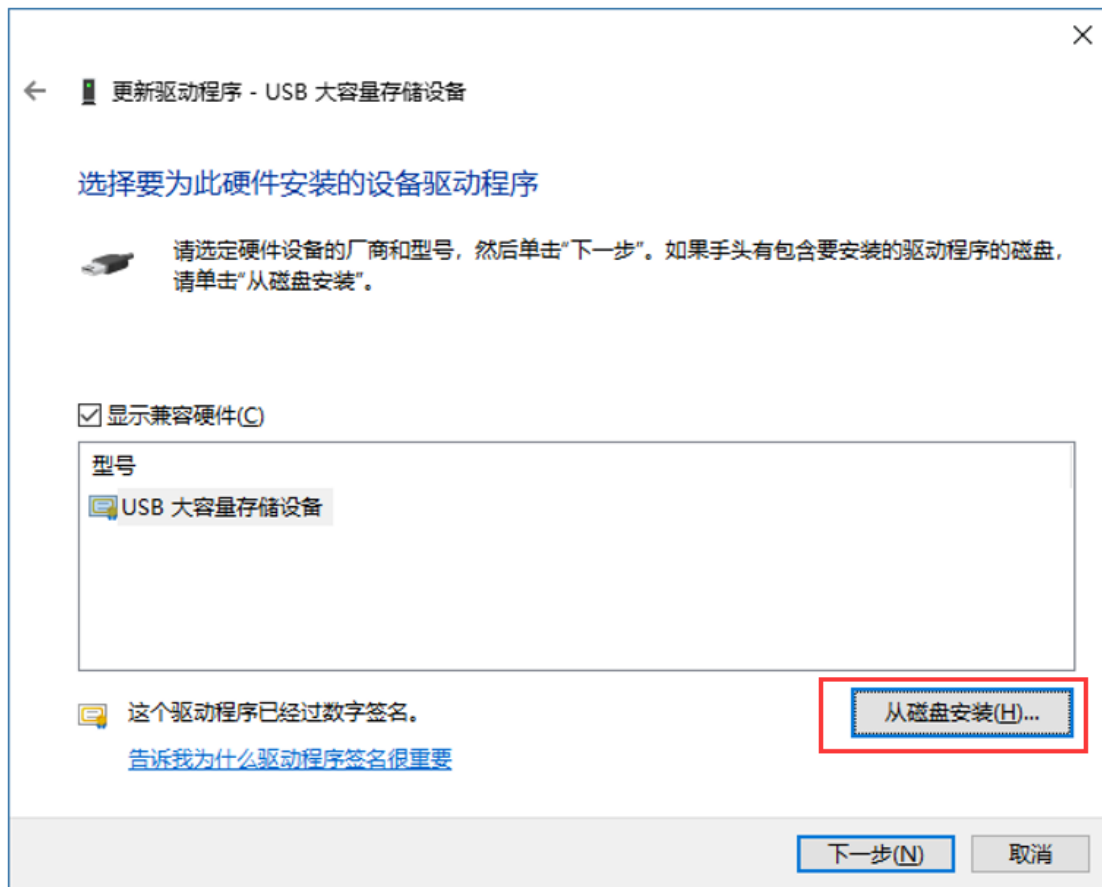 更新驱动程序 - USB 大容量存储设备
选择要为此硬件安装的设备驱动程序
请选定硬件设备的厂商和型号，然后单击“下一步”。如果手头有包含要安装的驱动程序的磁盘，
请单击“从磁盘安装”。
显示兼容硬件(C)
型号
USB 大容量存储设备
这个驱动程序已经过数字签名。
从磁盘安装(H)...
告诉我为什么驱动程序签名很重要
下一步(N)
取消